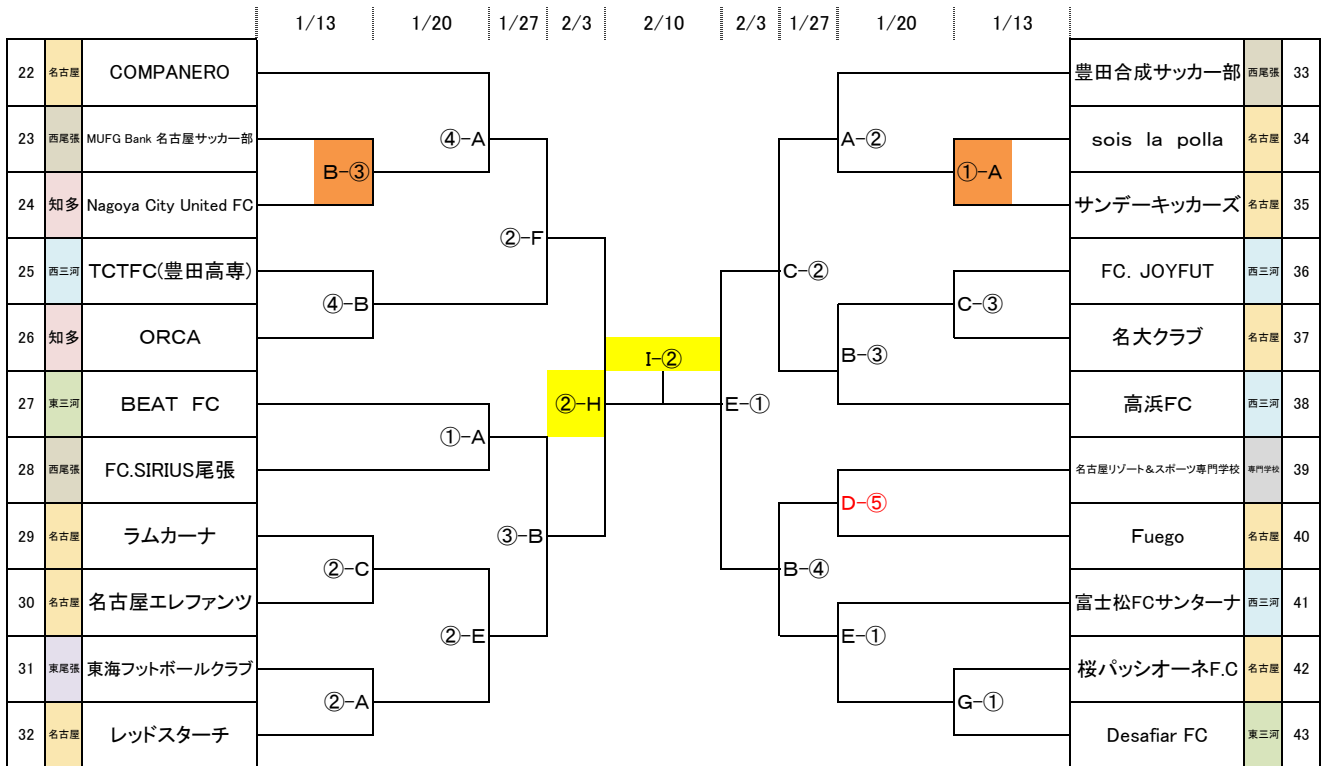 1/13 1/20 1/27 2/3 2/10 2/3 1/27 1/20 1/13
22 名古屋 COMPANERO
23 西尾張 MUFG Bank 名古屋サッカー部
24 知多 Nagoya City United FC
25 西三河 TCTFC(豊田高専)
26 知多 ORCA
27 東三河 BEAT FC
28 西尾張 FC.SIRIUS尾張
29 名古屋 ラムカーナ
30 名古屋 名古屋エレファンツ
31 東尾張 東海フットボールクラブ
32 名古屋 レッドスターチ
B-③
④-B
②-C
②-A
④-A
①-A
②-E
②-F
③-B
②-H
I-②
E-①
C-②
B-④
A-②
B-③
D-⑤
E-①
①-A
C-③
G-①
豊田合成サッカー部 西尾張 33
sois la polla 名古屋 34
サンデーキッカーズ 名古屋 35
FC. JOYFUT 西三河 36
名大クラブ 名古屋 37
高浜FC 西三河 38
名古屋リゾート&スポーツ専門学校 専門学校 39
Fuego 名古屋 40
富士松FCサンターナ 西三河 41
桜パッシオーネF.C 名古屋 42
Desafiar FC 東三河 43